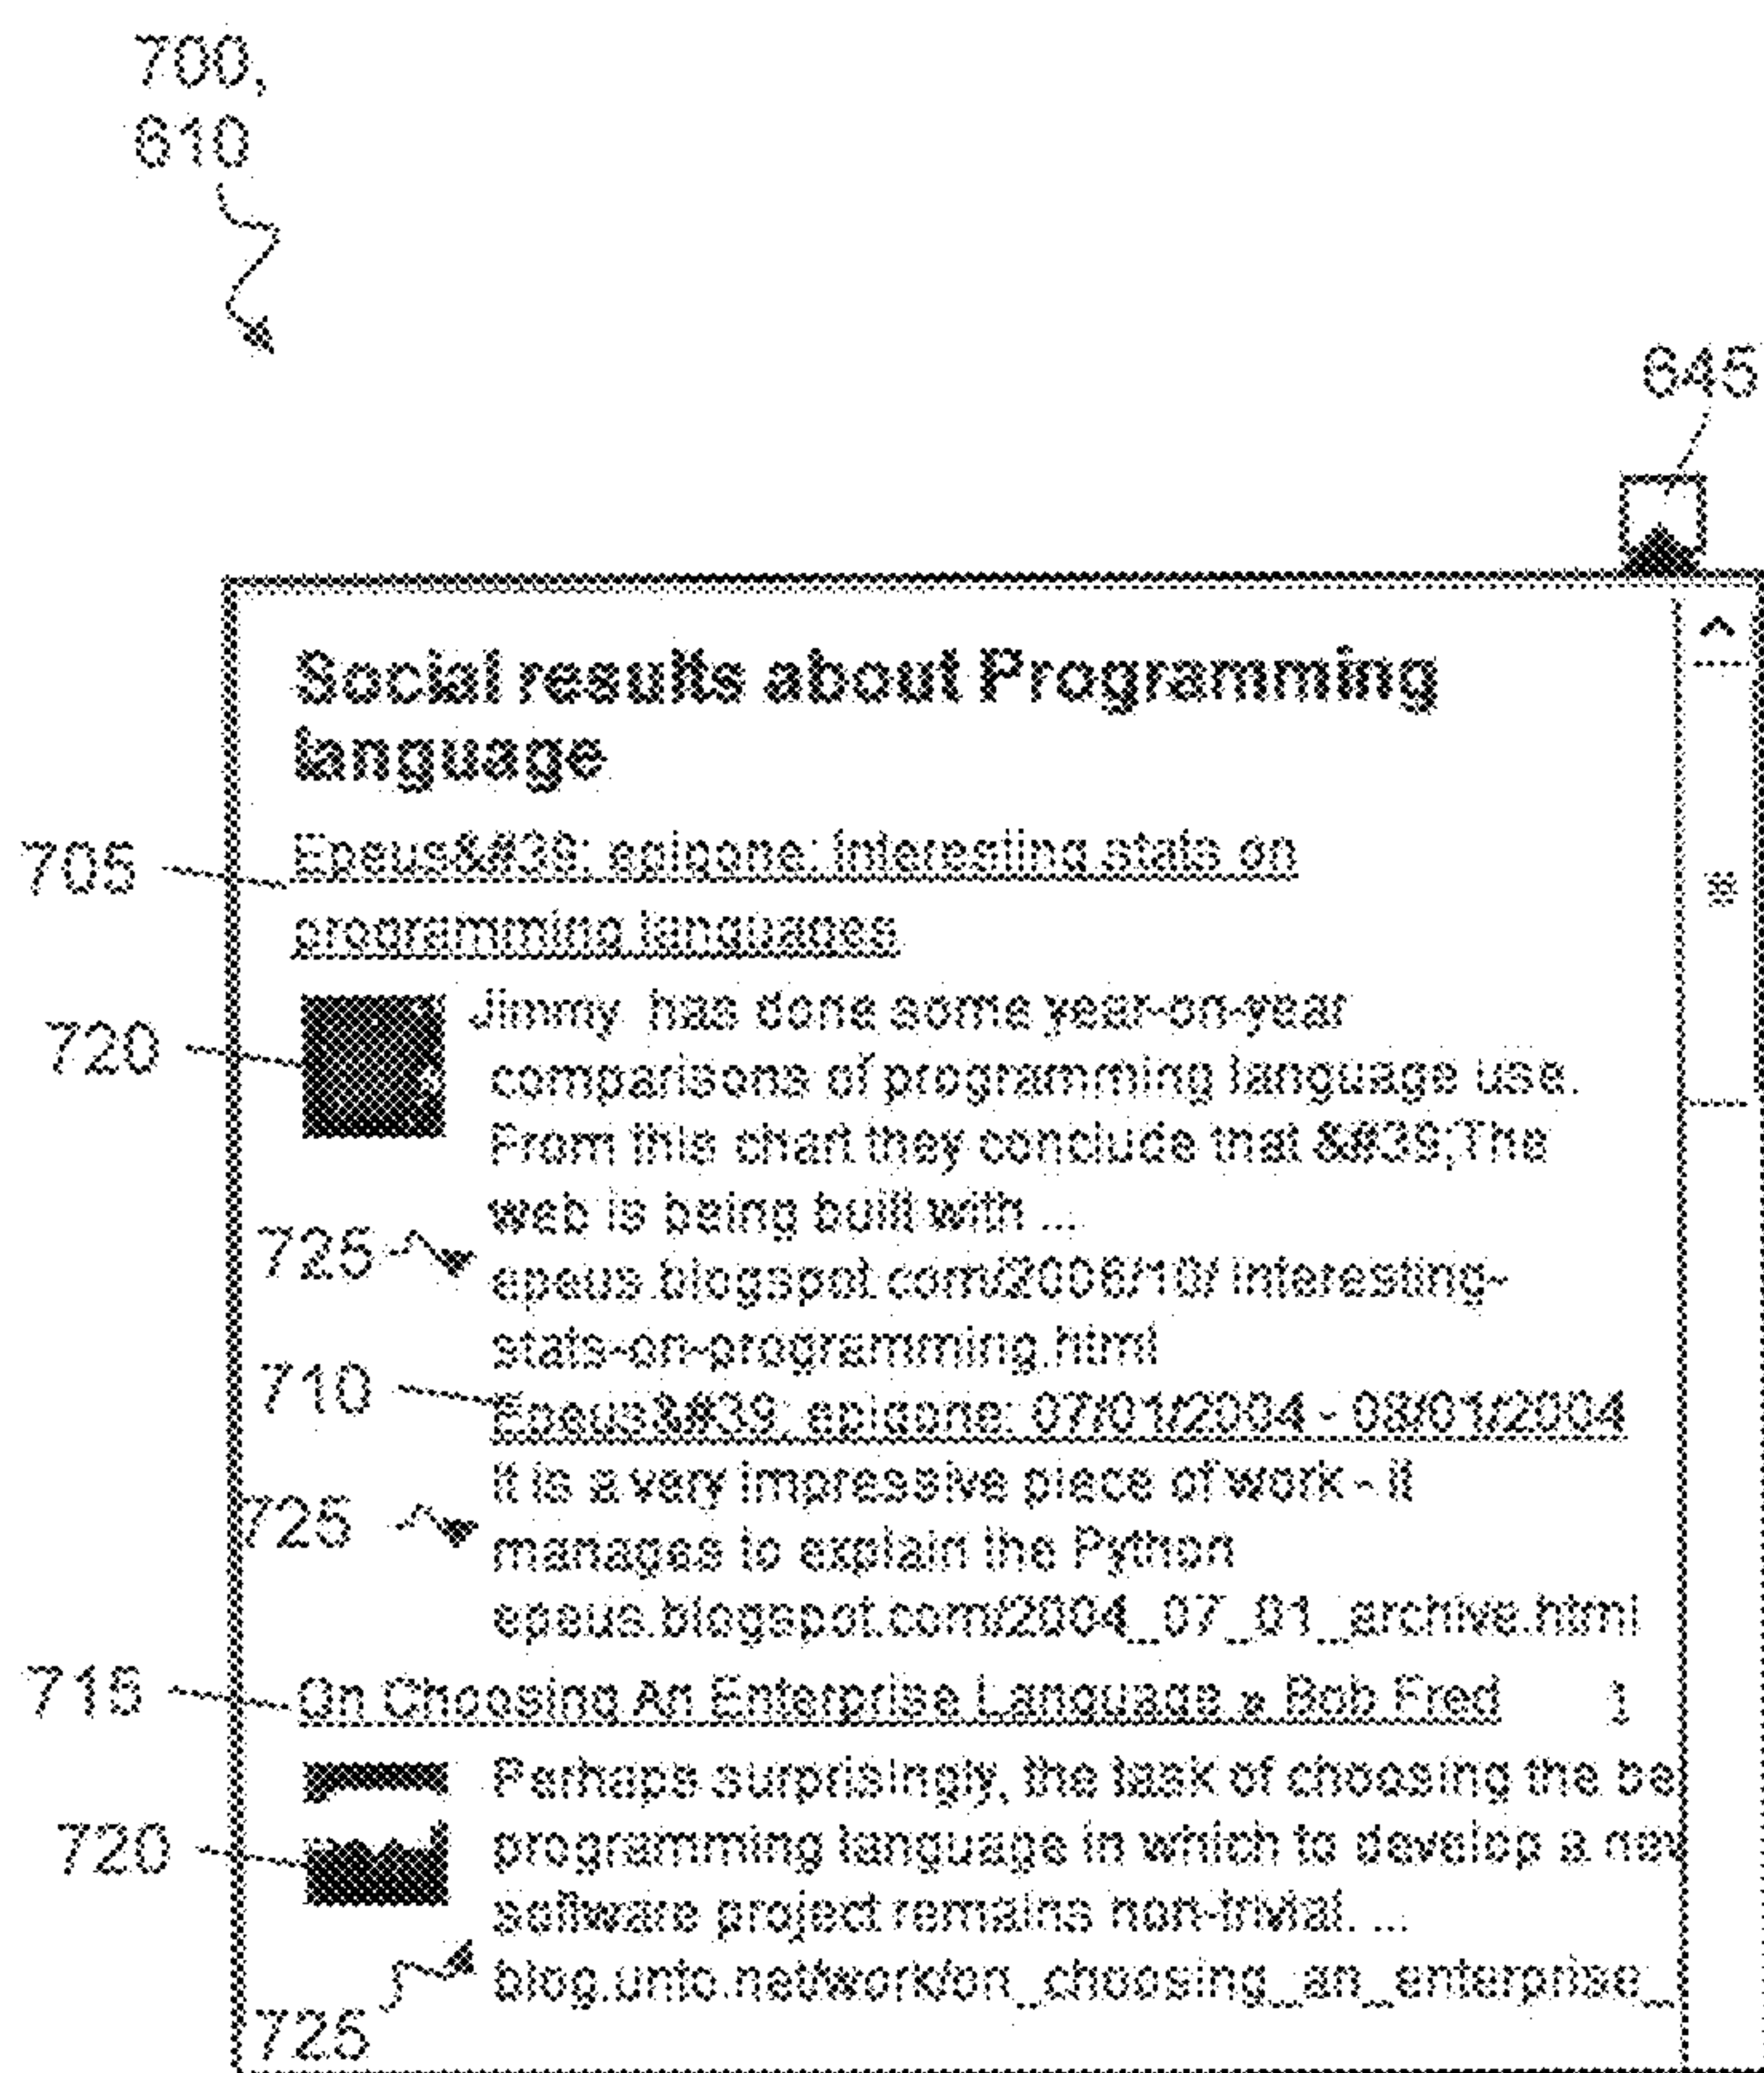 700,
610
645
Social results about Programming
language
705
Epeus&#39; epigone: Interesting stats on
programming languages
720
Jimmy has done some year-on-year
comparisons of programming language use.
From this chart they conclude that &#39;The
web is being built with ...
725
epeus.blogspot.com/2006/10/ interesting-
stats-on-programming.html
710
Epeus&#39; epigone: 07/01/2004 - 08/01/2004
It is a very impressive piece of work - it
725
manages to explain the Python
epeus.blogspot.com/2004_07_01_archive.html
715
On Choosing An Enterprise Language » Bob Fred 1
Perhaps surprisingly, the task of choosing the be
720
programming language in which to develop a nev
software project remains non-trivial. ...
blog.unto.net/work/on_choosing_an_enterprise_
725